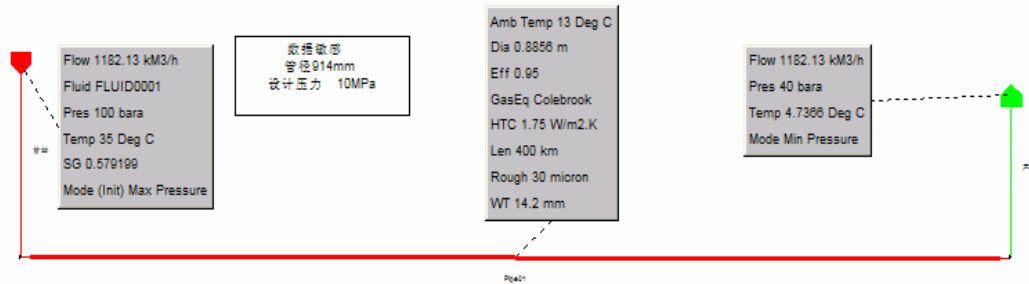 Flow 1182.13 kM3/h
Fluid FLUID0001
Pres 100 bara
Temp 35 Deg C
SG 0.579199
Mode (Init) Max Pressure
数据敏感
管径914mm
设计压力 10MPa
Amb Temp 13 Deg C
Dia 0.8856 m
Eff 0.95
GasEq Colebrook
HTC 1.75 W/m2.K
Len 400 km
Rough 30 micron
WT 14.2 mm
Flow 1182.13 kM3/h
Pres 40 bara
Temp 4.7366 Deg C
Mode Min Pressure
Pipe01